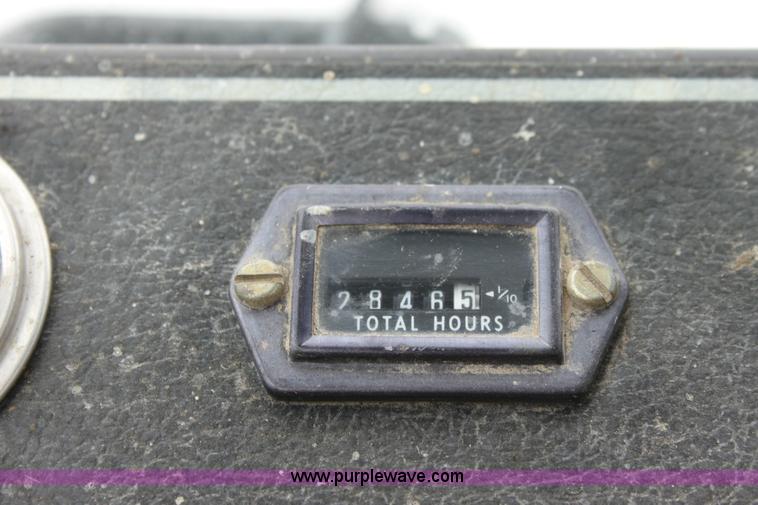 28465 ◄1/10
TOTAL HOURS
www.purplewave.com